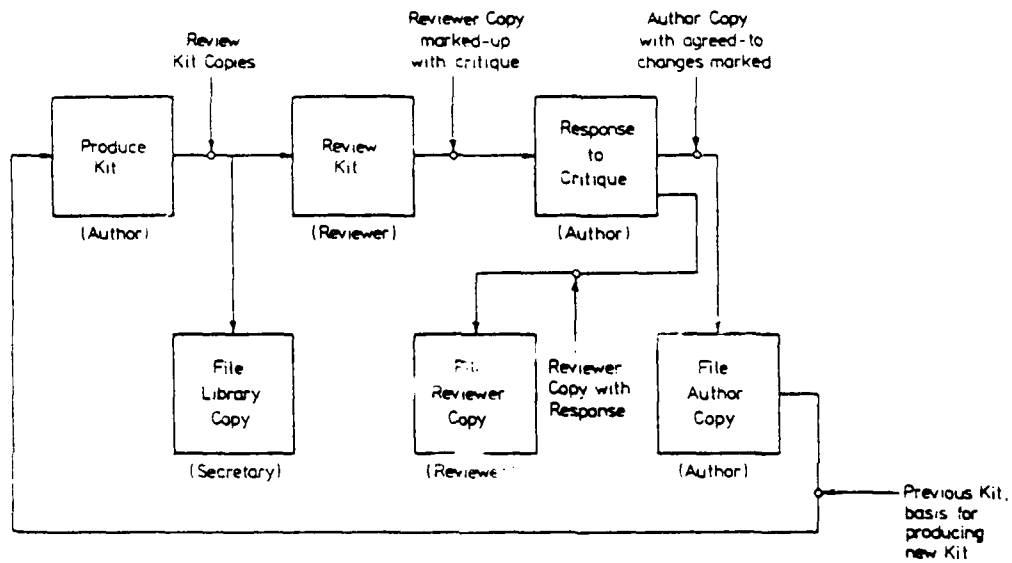 Review
Kit Copies
Reviewer Copy
marked-up
with critique
Author Copy
with agreed-to
changes marked
Produce
Kit
(Author)
Review
Kit
(Reviewer)
Response
to
Critique
(Author)
File
Library
Copy
(Secretary)
Reviewer
Copy
Reviewer
Copy with
Response
File
Author
Copy
(Author)
Previous Kit,
basis for
producing
new Kit